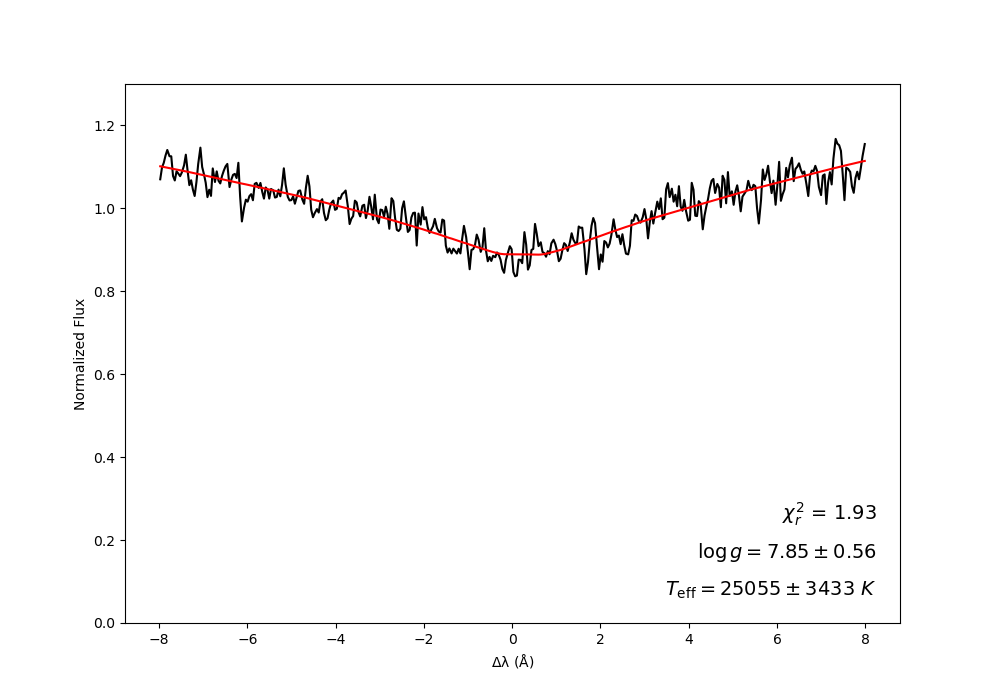 1.2
1.0
0.8
0.6
0.4
0.2
0.0
Normalized Flux
χ²ᵣ = 1.93
log g = 7.85 ± 0.56
T_eff = 25055 ± 3433 K
−8 −6 −4 −2 0 2 4 6 8
Δλ (Å)